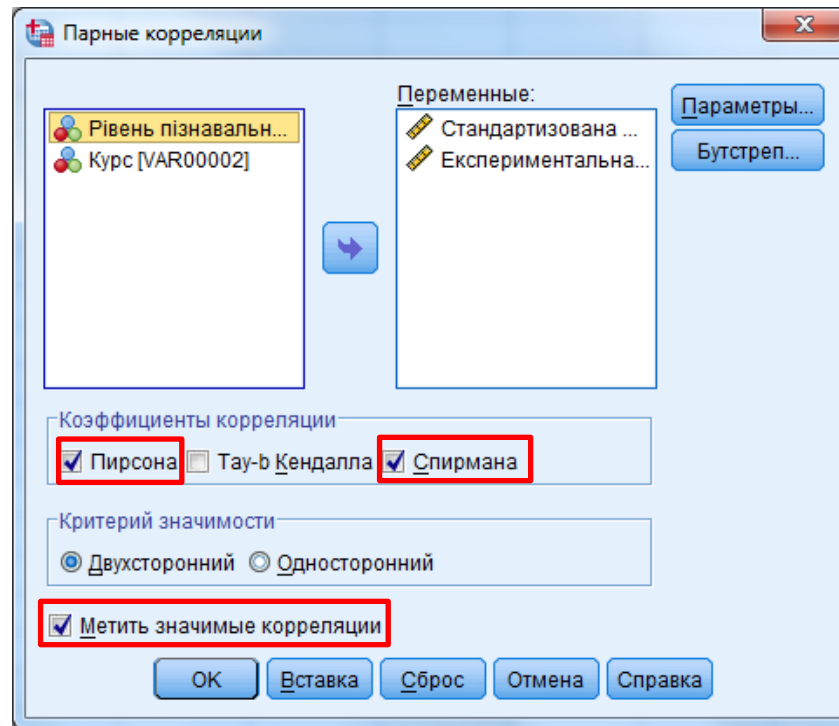 Парные корреляции
Переменные:
Рівень пізнавальн...
Курс [VAR00002]
Стандартизована ...
Експериментальна...
Параметры...
Бутстреп...
Коэффициенты корреляции
Пирсона Тау-b Кендалла Спирмана
Критерий значимости
Двухсторонний Односторонний
Метить значимые корреляции
OK Вставка Сброс Отмена Справка